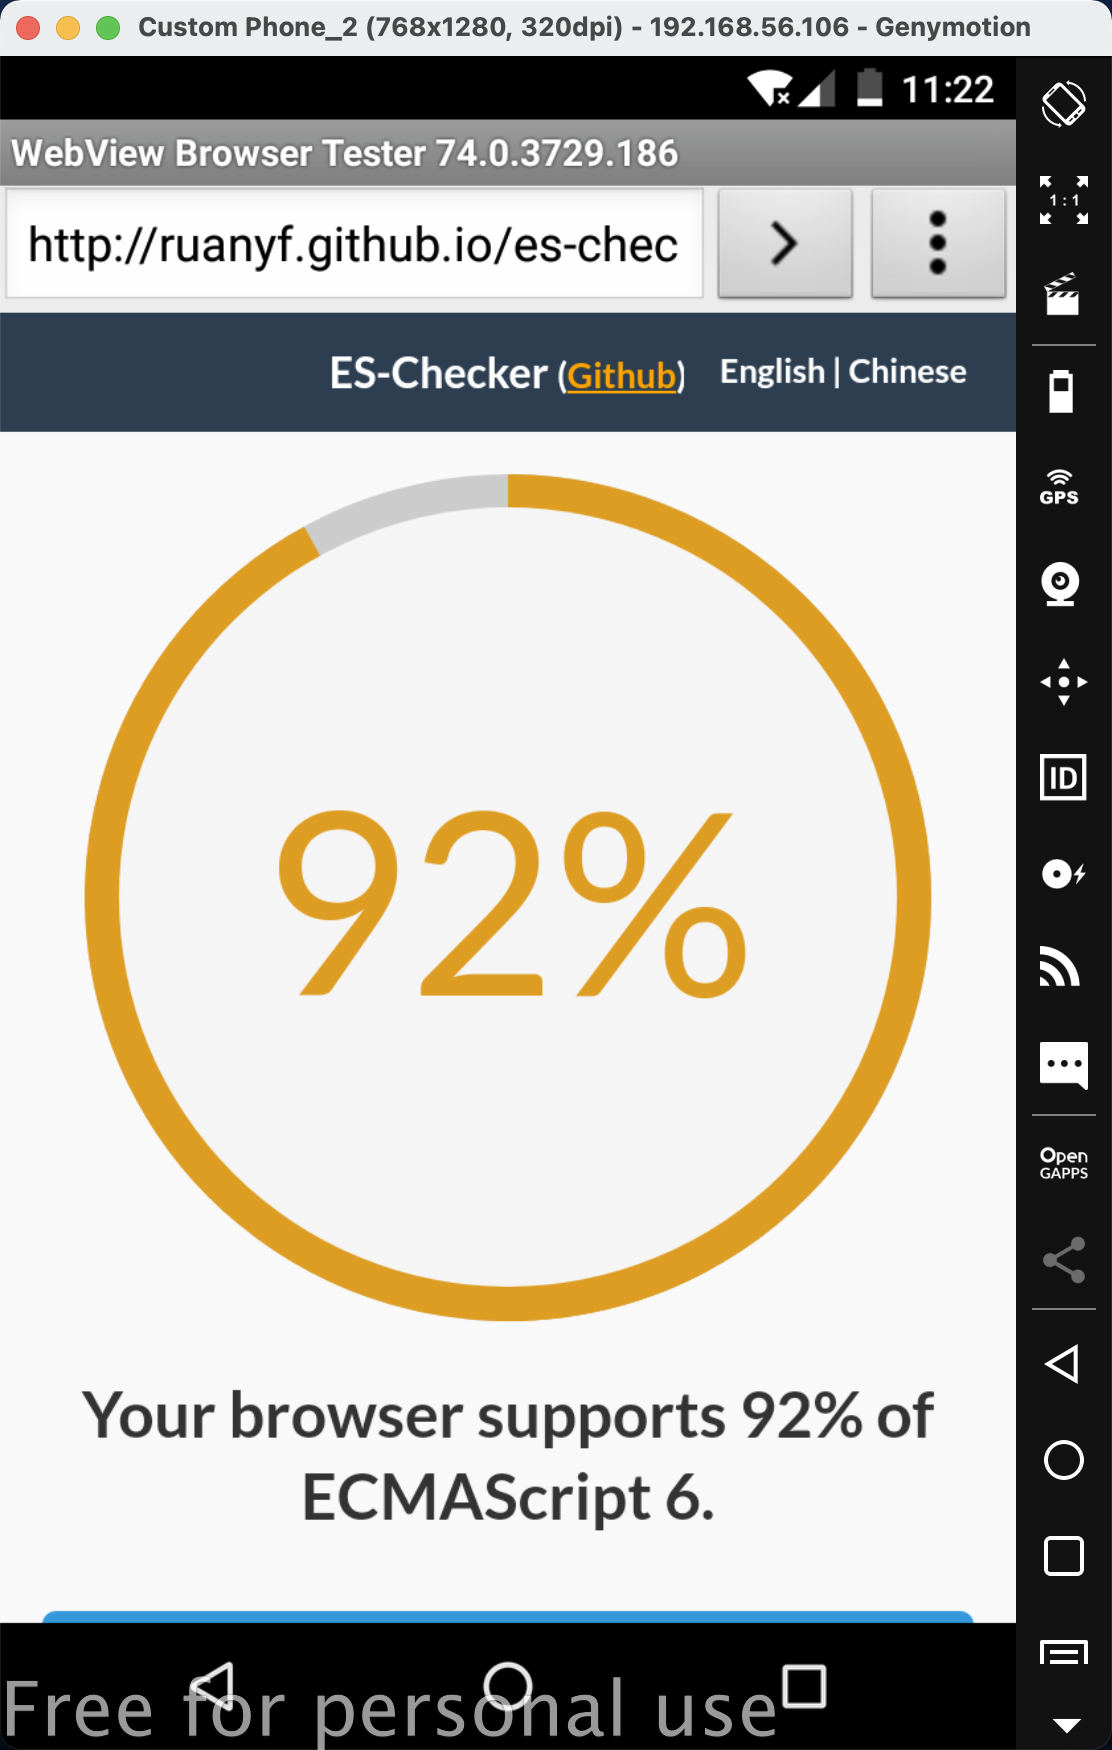 Custom Phone_2 (768x1280, 320dpi) - 192.168.56.106 - Genymotion
11:22
WebView Browser Tester 74.0.3729.186
http://ruanyf.github.io/es-chec
1 : 1
ES-Checker (Github) English | Chinese
GPS
92%
ID
Open
GAPPS
Your browser supports 92% of
ECMAScript 6.
Free for personal use